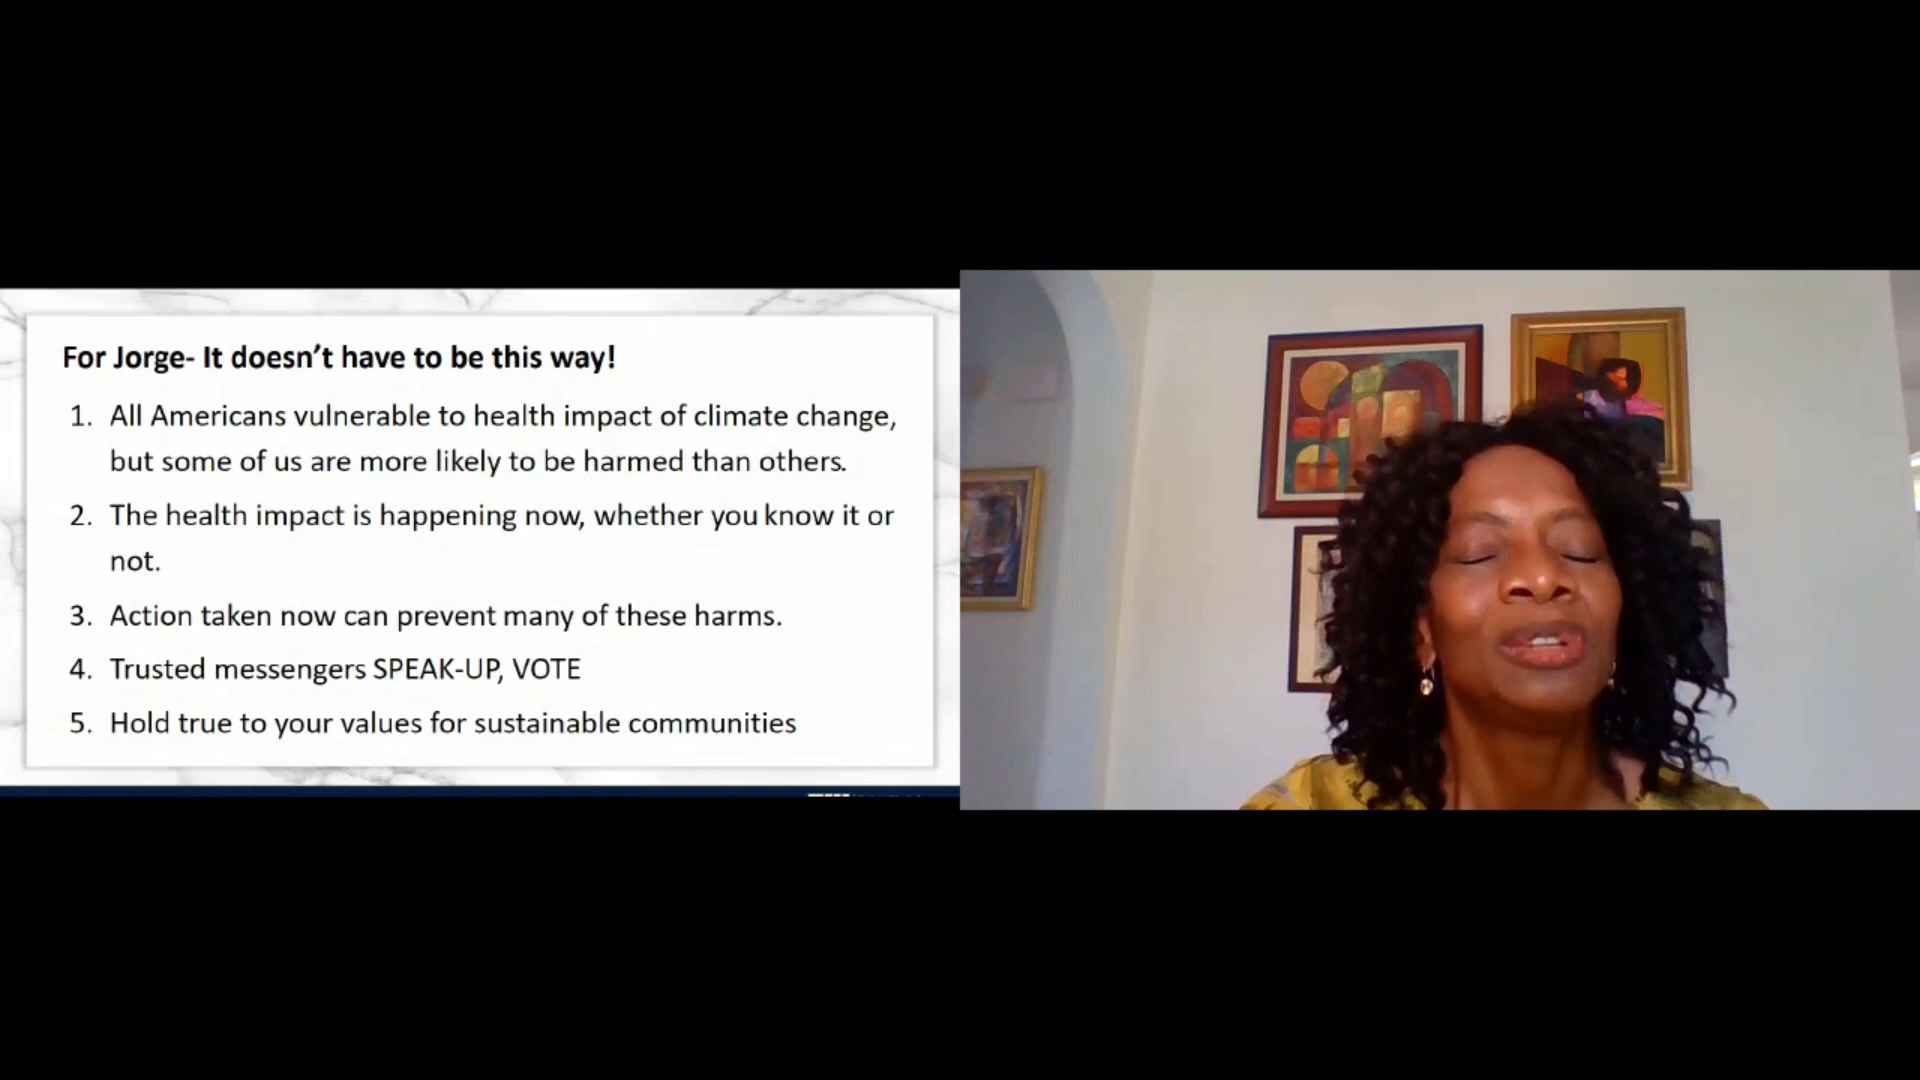 For Jorge- It doesn't have to be this way!
1. All Americans vulnerable to health impact of climate change,
but some of us are more likely to be harmed than others.
2. The health impact is happening now, whether you know it or
not.
3. Action taken now can prevent many of these harms.
4. Trusted messengers SPEAK-UP, VOTE
5. Hold true to your values for sustainable communities